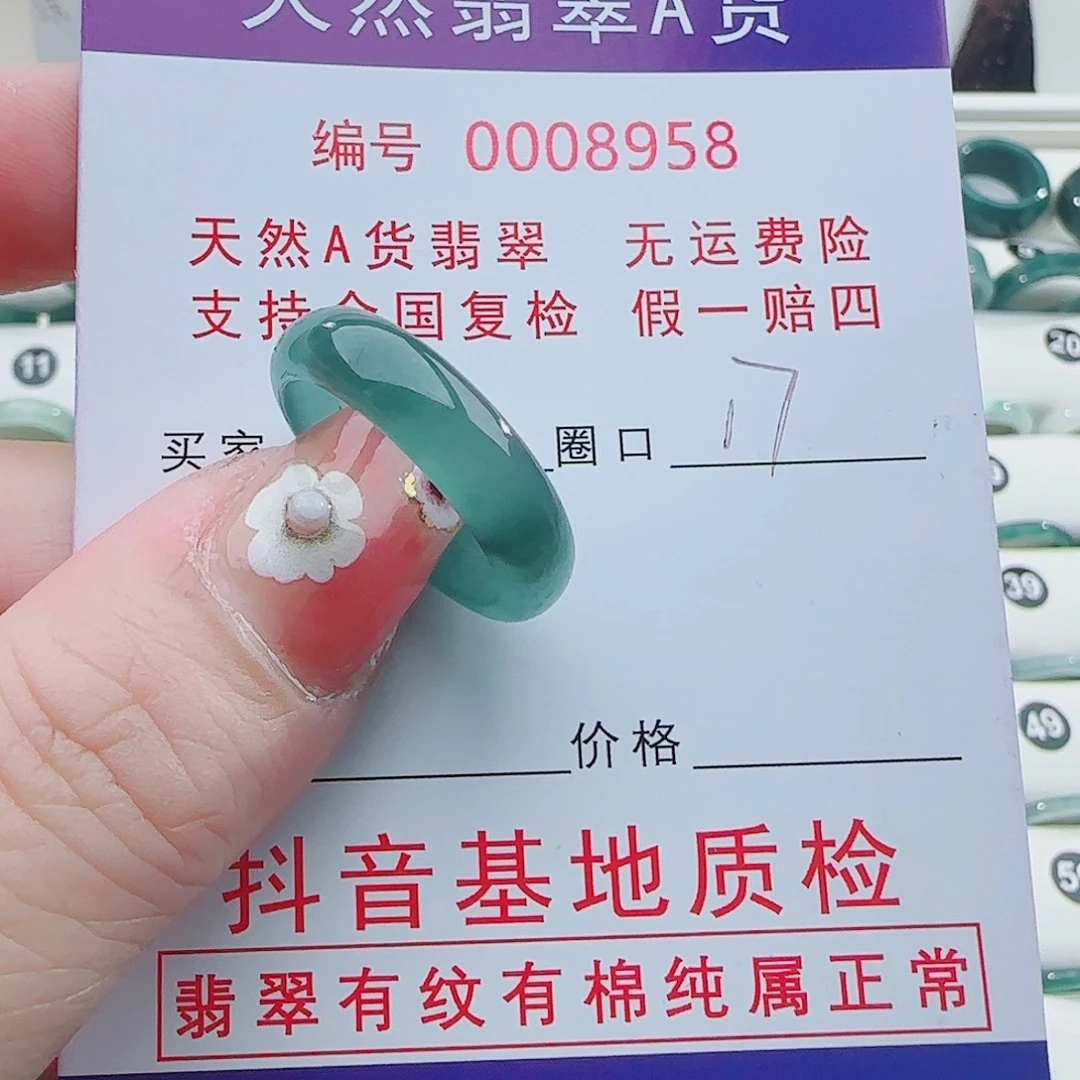 天然翡翠A货
编号 0008958
天然A货翡翠 无运费险
支持全国复检 假一赔四
买家 圈口 17
价格
抖音基地质检
翡翠有纹有棉纯属正常
11
20
39
49